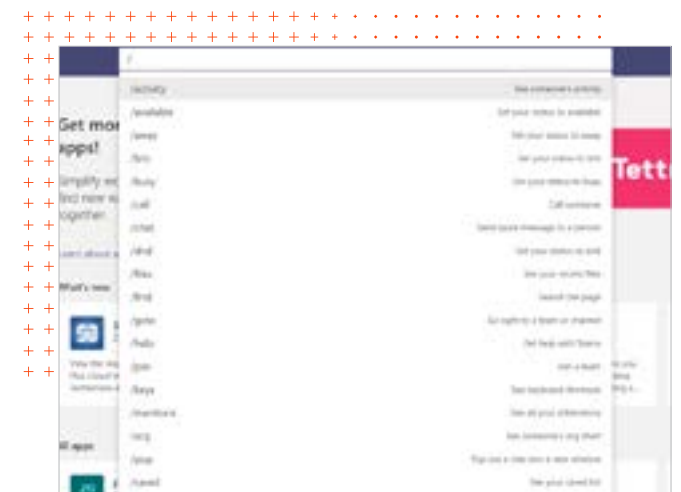 /
/activity See someone's activity
/available Set your status to available
/away Set your status to away
/brb Set your status to brb
/busy Set your status to busy
/call Call someone
/chat Send quick message to a person
/dnd Set your status to dnd
/files See your recent files
/find Search the page
/goto Go right to a team or channel
/help Get help with Teams
/join Join a team
/keys See keyboard shortcuts
/mentions See all your @mentions
/org See someone's org chart
/pop Pop out a chat into a new window
/saved See your saved list
Get mor
apps!
Simplify
find new
together.
Learn about
What's new
View the
All apps
Tett